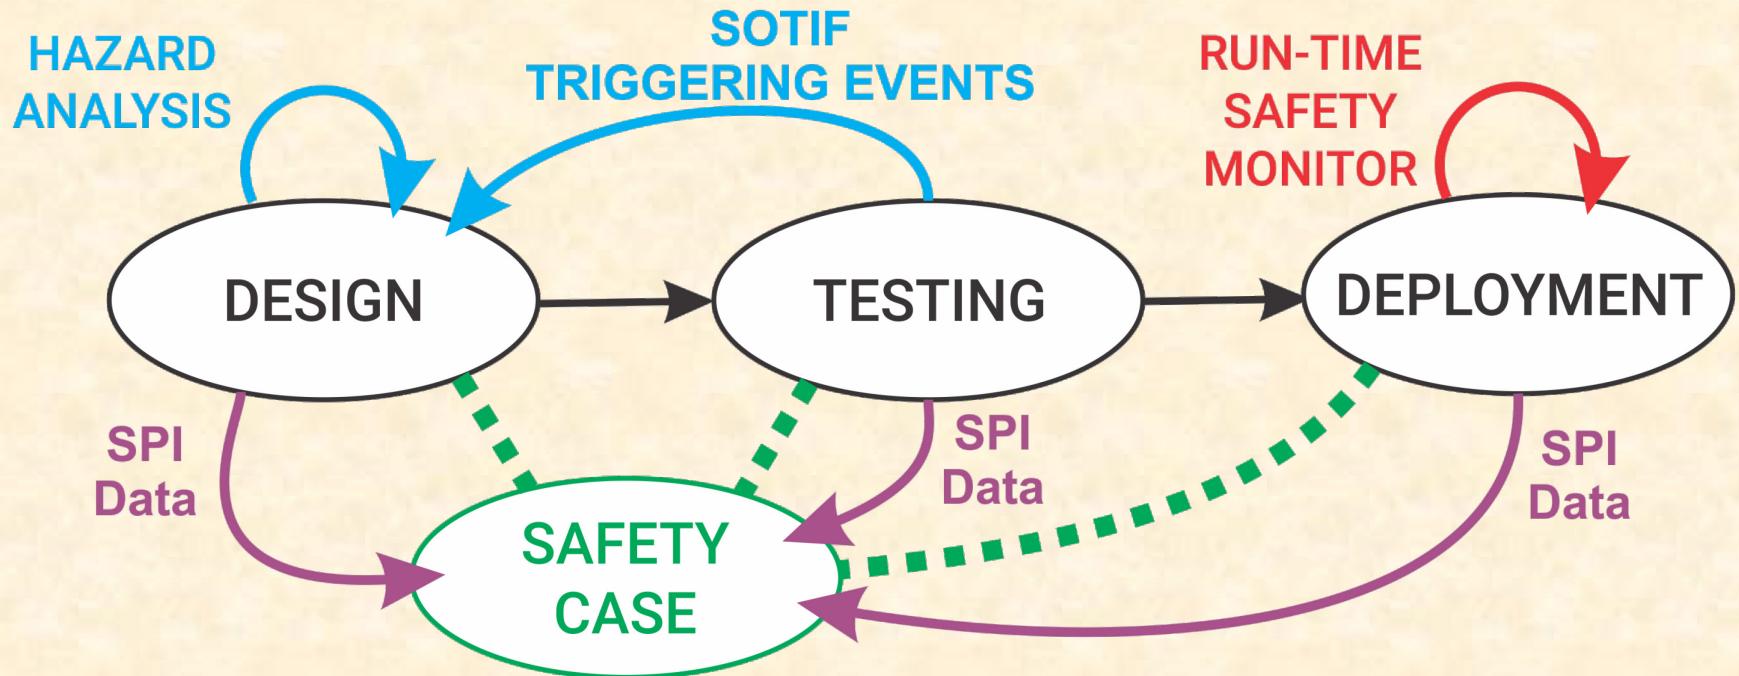 HAZARD
ANALYSIS
SOTIF
TRIGGERING EVENTS
RUN-TIME
SAFETY
MONITOR
DESIGN
TESTING
DEPLOYMENT
SPI
Data
SPI
Data
SPI
Data
SAFETY
CASE